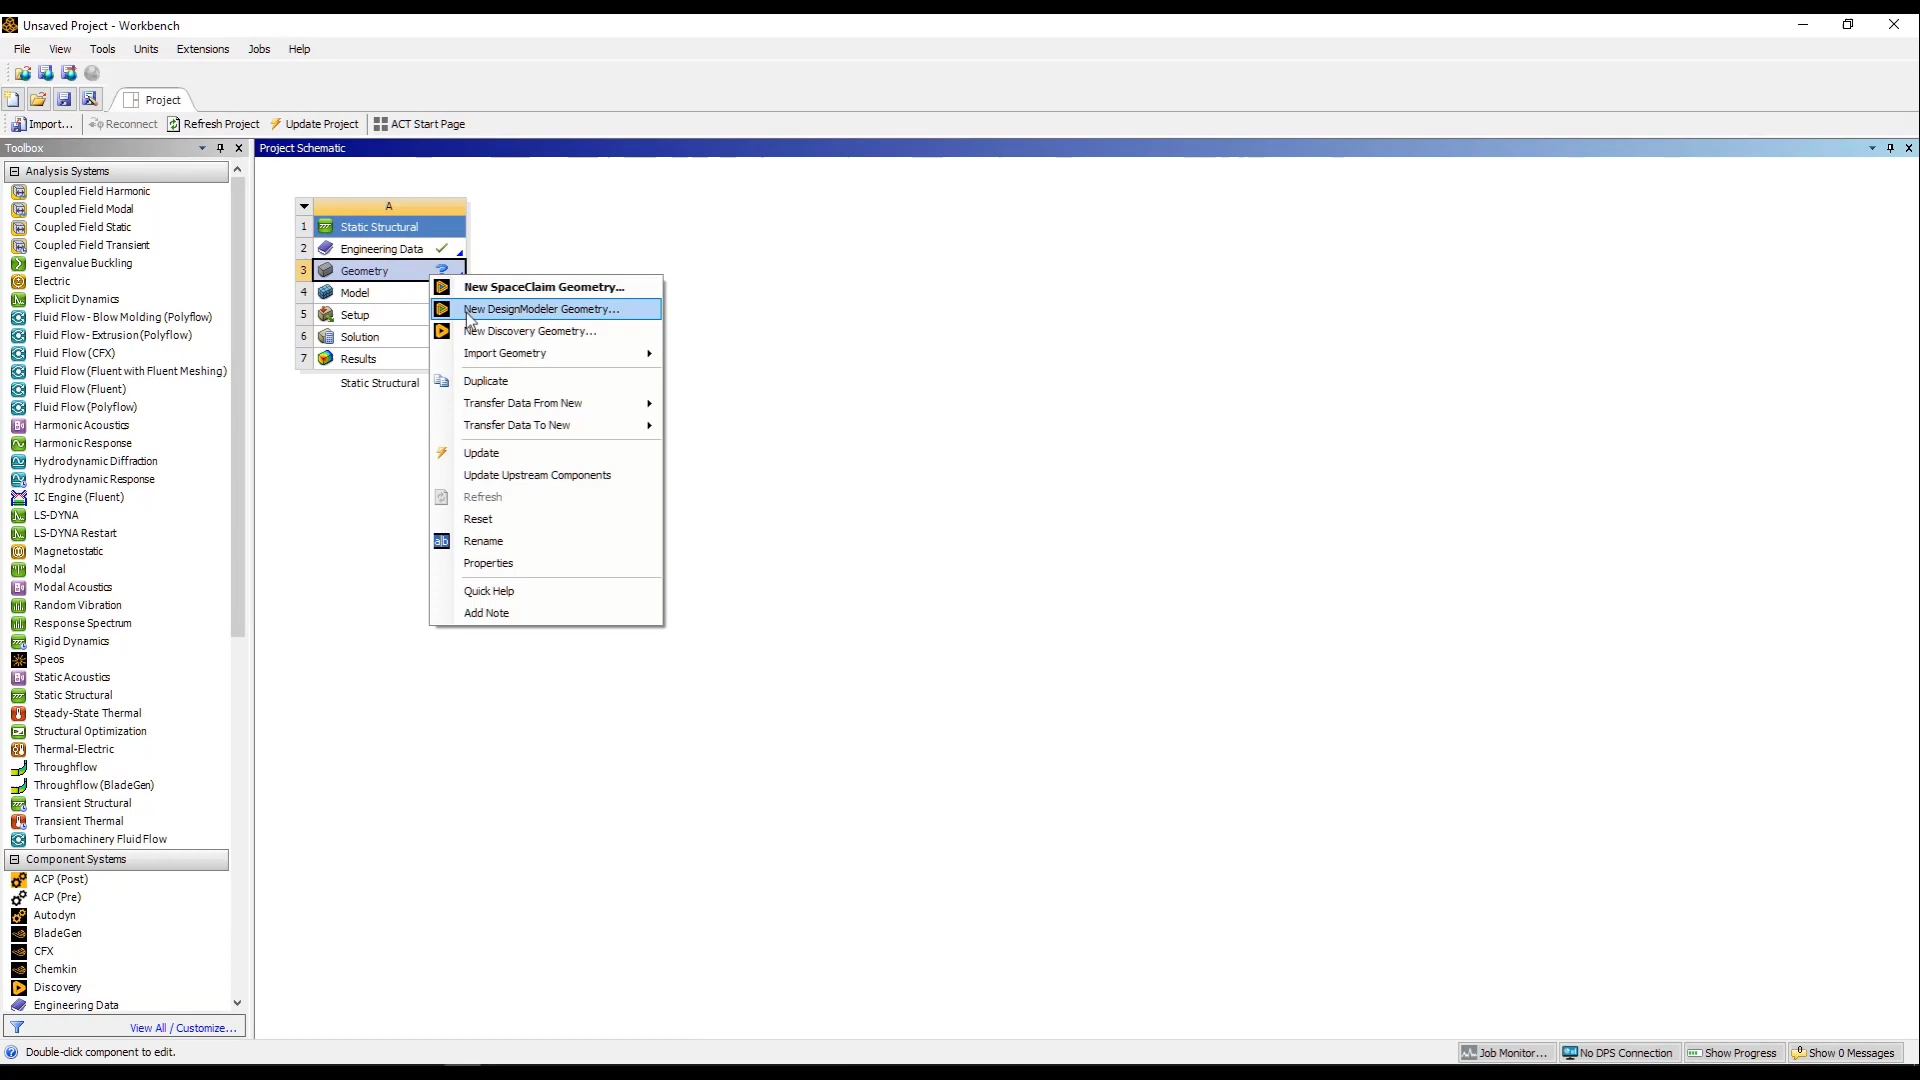 Unsaved Project - Workbench
File View Tools Units Extensions Jobs Help
Project
Import... Reconnect Refresh Project Update Project ACT Start Page
Toolbox
Project Schematic
Analysis Systems
Coupled Field Harmonic
Coupled Field Modal
Coupled Field Static
Coupled Field Transient
Eigenvalue Buckling
Electric
Explicit Dynamics
Fluid Flow - Blow Molding (Polyflow)
Fluid Flow- Extrusion (Polyflow)
Fluid Flow (CFX)
Fluid Flow (Fluent with Fluent Meshing)
Fluid Flow (Fluent)
Fluid Flow (Polyflow)
Harmonic Acoustics
Harmonic Response
Hydrodynamic Diffraction
Hydrodynamic Response
IC Engine (Fluent)
LS-DYNA
LS-DYNA Restart
Magnetostatic
Modal
Modal Acoustics
Random Vibration
Response Spectrum
Rigid Dynamics
Speos
Static Acoustics
Static Structural
Steady-State Thermal
Structural Optimization
Thermal-Electric
Throughflow
Throughflow (BladeGen)
Transient Structural
Transient Thermal
Turbomachinery Fluid Flow
Component Systems
ACP (Post)
ACP (Pre)
Autodyn
BladeGen
CFX
Chemkin
Discovery
Engineering Data
View All / Customize...
A
1 Static Structural
2 Engineering Data
3 Geometry
4 Model
5 Setup
6 Solution
7 Results
Static Structural
New SpaceClaim Geometry...
New DesignModeler Geometry...
New Discovery Geometry...
Import Geometry
Duplicate
Transfer Data From New
Transfer Data To New
Update
Update Upstream Components
Refresh
Reset
a|b Rename
Properties
Quick Help
Add Note
Double-click component to edit.
Job Monitor... No DPS Connection Show Progress Show 0 Messages